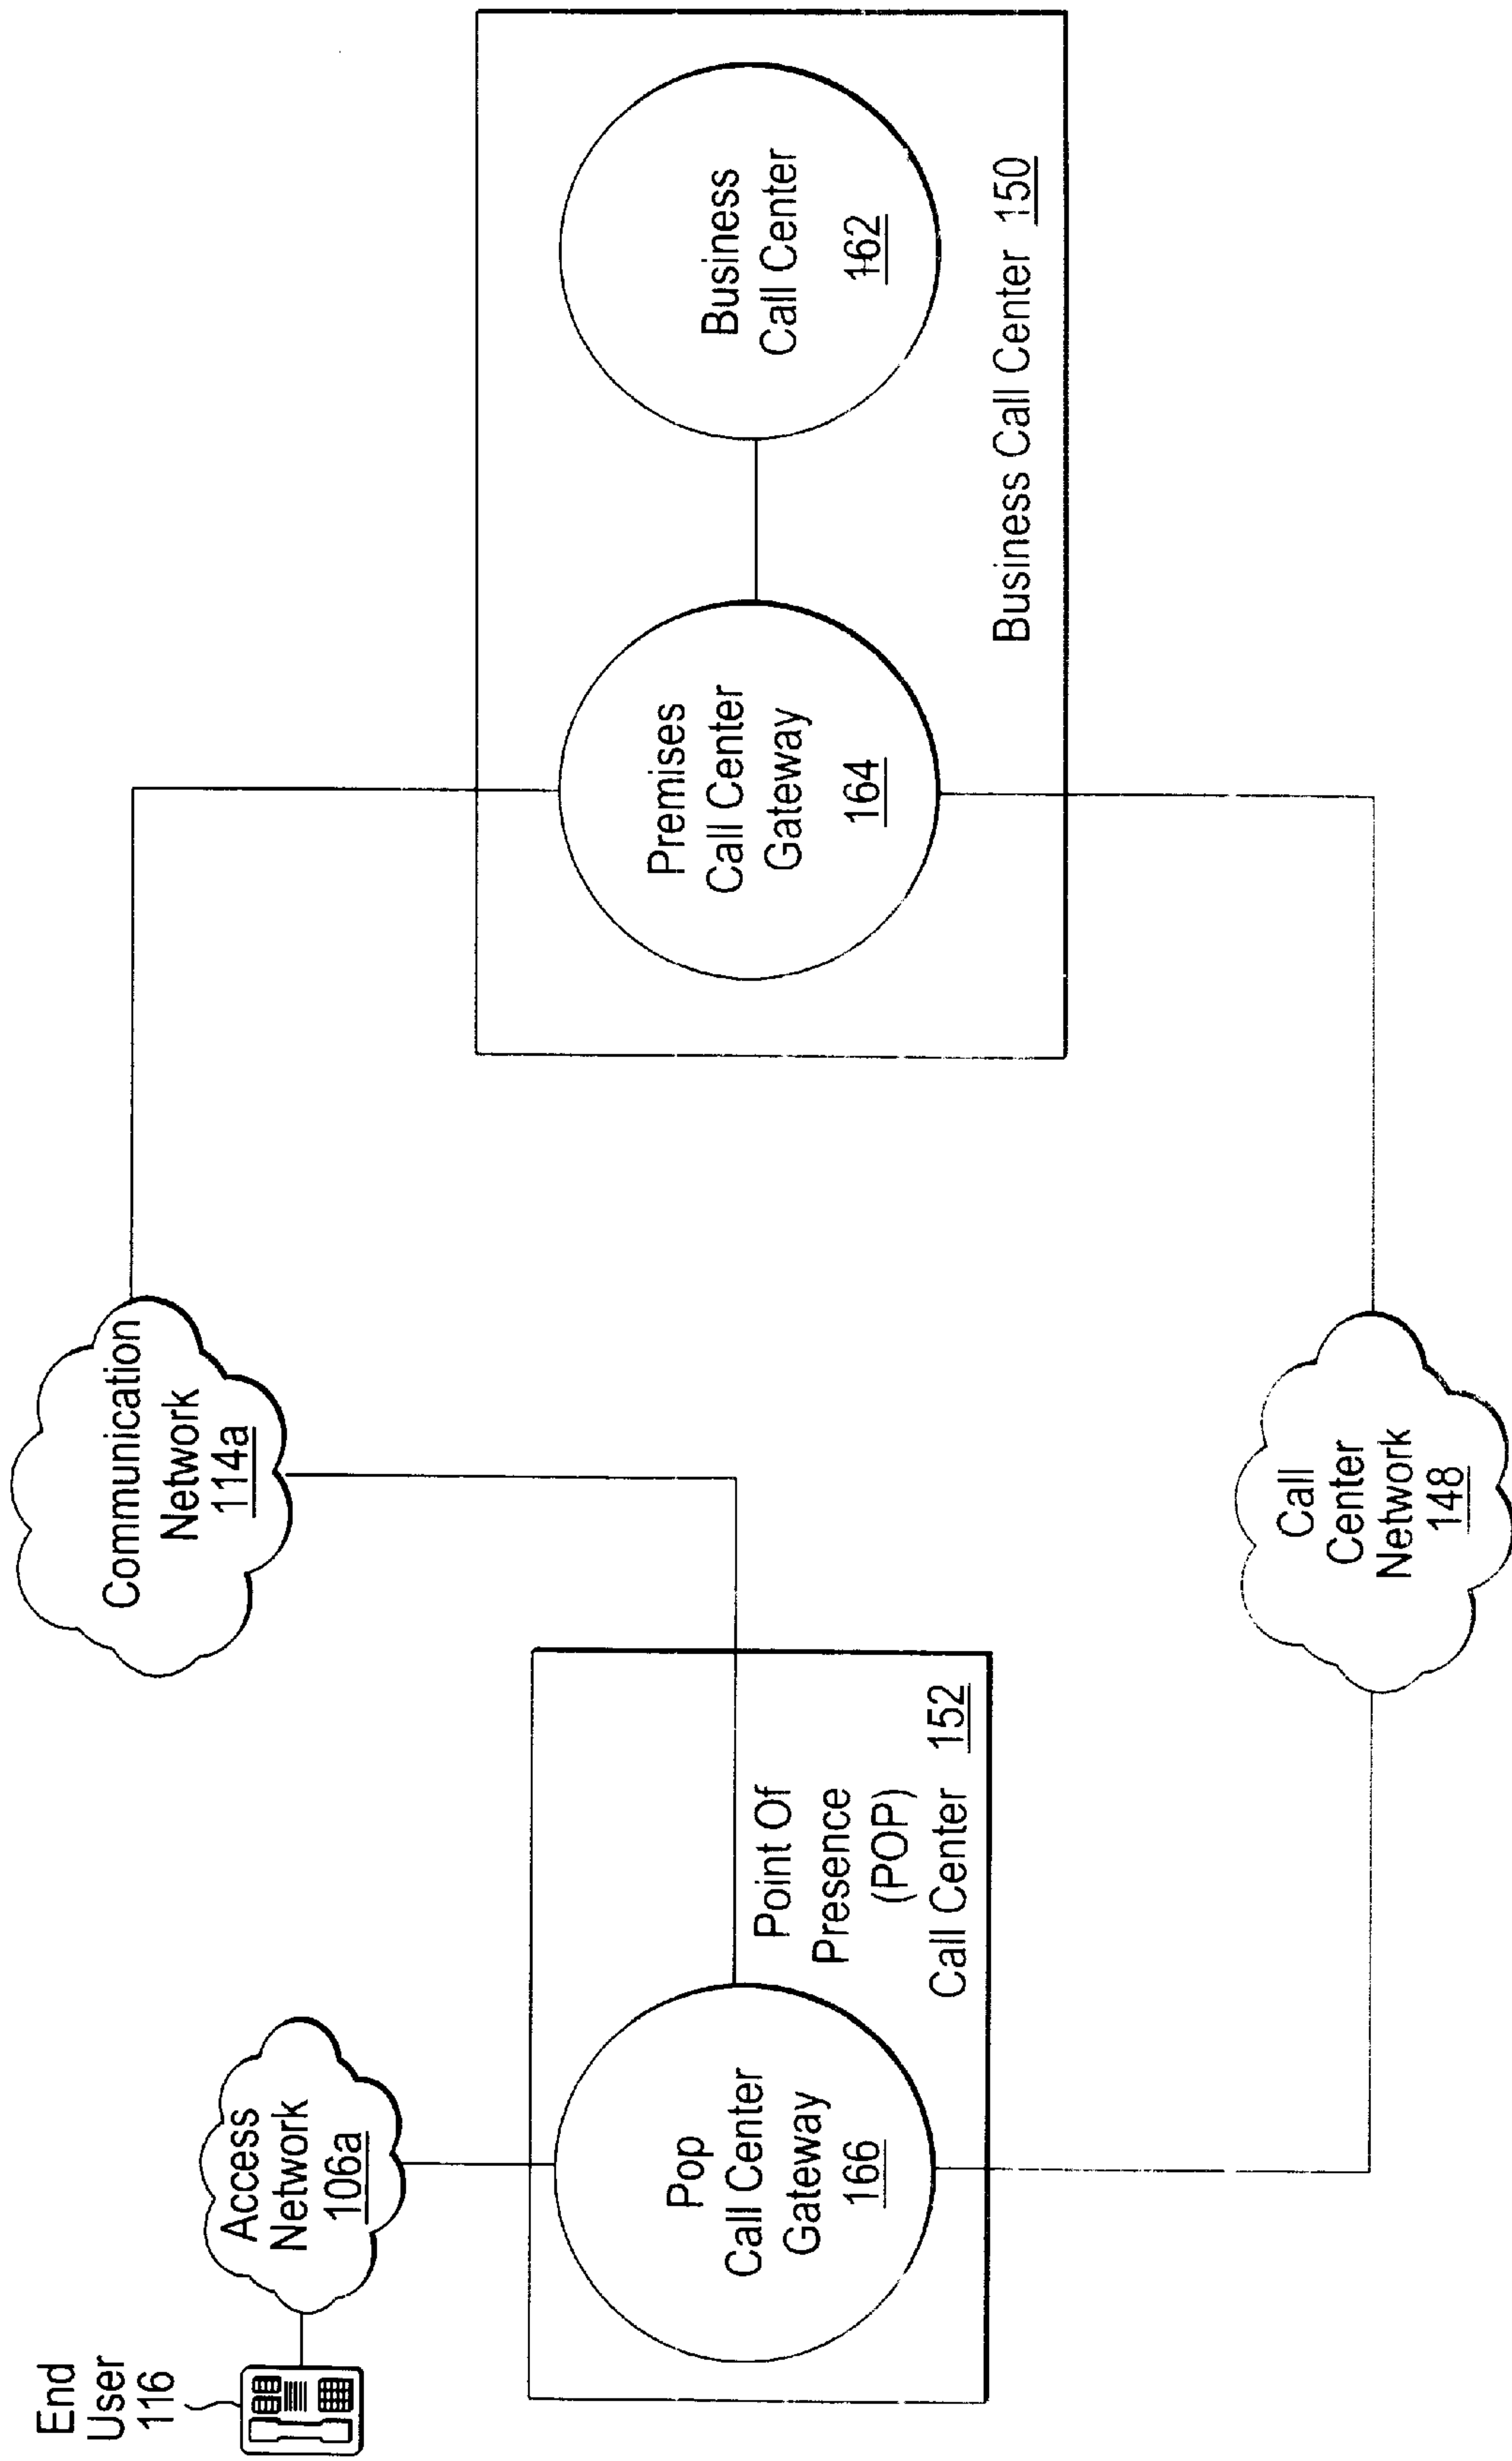 End
User
116
Access
Network
106a
Communication
Network
114a
Pop
Call Center
Gateway
166
Point Of
Presence
(POP)
Call Center 152
Call
Center
Network
148
Premises
Call Center
Gateway
164
Business
Call Center
162
Business Call Center 150